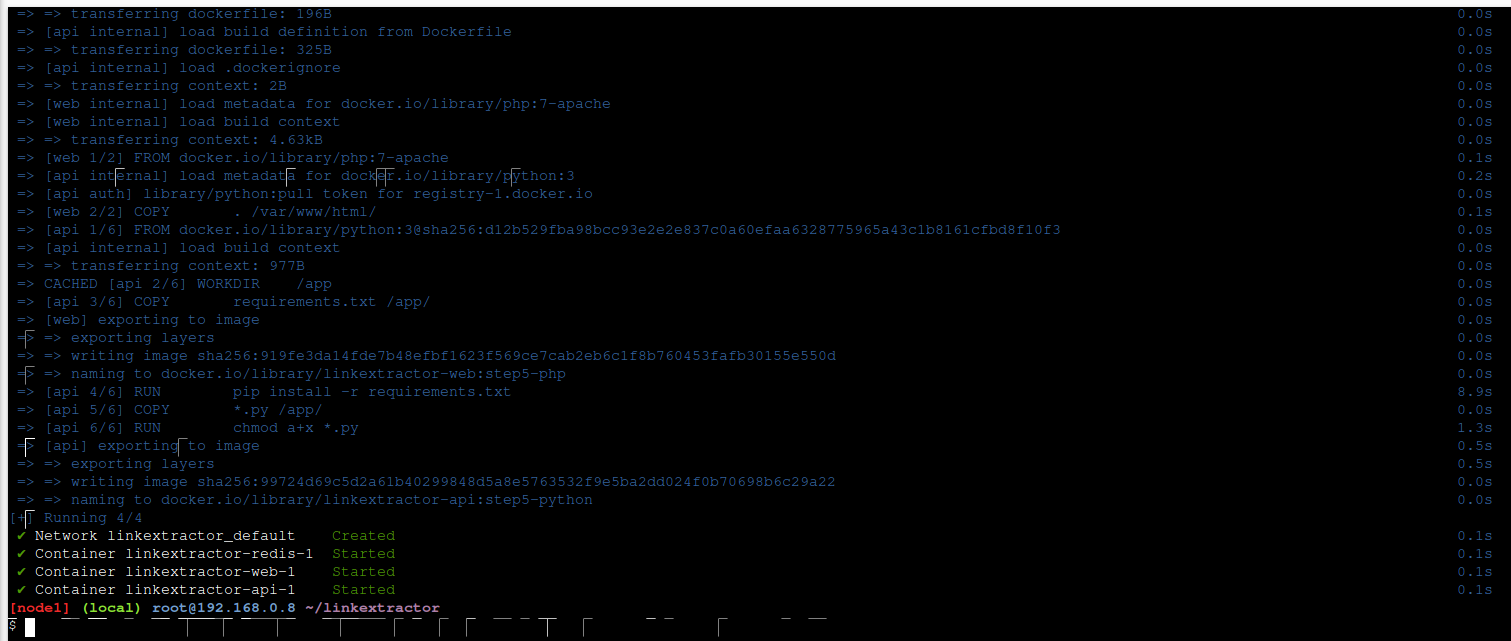 => => transferring dockerfile: 196B 0.0s
=> [api internal] load build definition from Dockerfile 0.0s
=> => transferring dockerfile: 325B 0.0s
=> [api internal] load .dockerignore 0.0s
=> => transferring context: 2B 0.0s
=> [web internal] load metadata for docker.io/library/php:7-apache 0.0s
=> [web internal] load build context 0.0s
=> => transferring context: 4.63kB 0.0s
=> [web 1/2] FROM docker.io/library/php:7-apache 0.1s
=> [api internal] load metadata for docker.io/library/python:3 0.2s
=> [api auth] library/python:pull token for registry-1.docker.io 0.0s
=> [web 2/2] COPY . /var/www/html/ 0.1s
=> [api 1/6] FROM docker.io/library/python:3@sha256:d12b529fba98bcc93e2e2e837c0a60efaa6328775965a43c1b8161cfbd8f10f3 0.0s
=> [api internal] load build context 0.0s
=> => transferring context: 977B 0.0s
=> CACHED [api 2/6] WORKDIR /app 0.0s
=> [api 3/6] COPY requirements.txt /app/ 0.0s
=> [web] exporting to image 0.0s
=> => exporting layers 0.0s
=> => writing image sha256:919fe3da14fde7b48efbf1623f569ce7cab2eb6c1f8b760453fafb30155e550d 0.0s
=> => naming to docker.io/library/linkextractor-web:step5-php 0.0s
=> [api 4/6] RUN pip install -r requirements.txt 8.9s
=> [api 5/6] COPY *.py /app/ 0.0s
=> [api 6/6] RUN chmod a+x *.py 1.3s
=> [api] exporting to image 0.5s
=> => exporting layers 0.5s
=> => writing image sha256:99724d69c5d2a61b40299848d5a8e5763532f9e5ba2dd024f0b70698b6c29a22 0.0s
=> => naming to docker.io/library/linkextractor-api:step5-python 0.0s
[+] Running 4/4
✔ Network linkextractor_default Created 0.1s
✔ Container linkextractor-redis-1 Started 0.1s
✔ Container linkextractor-web-1 Started 0.1s
✔ Container linkextractor-api-1 Started 0.1s
[node1] (local) root@192.168.0.8 ~/linkextractor
$